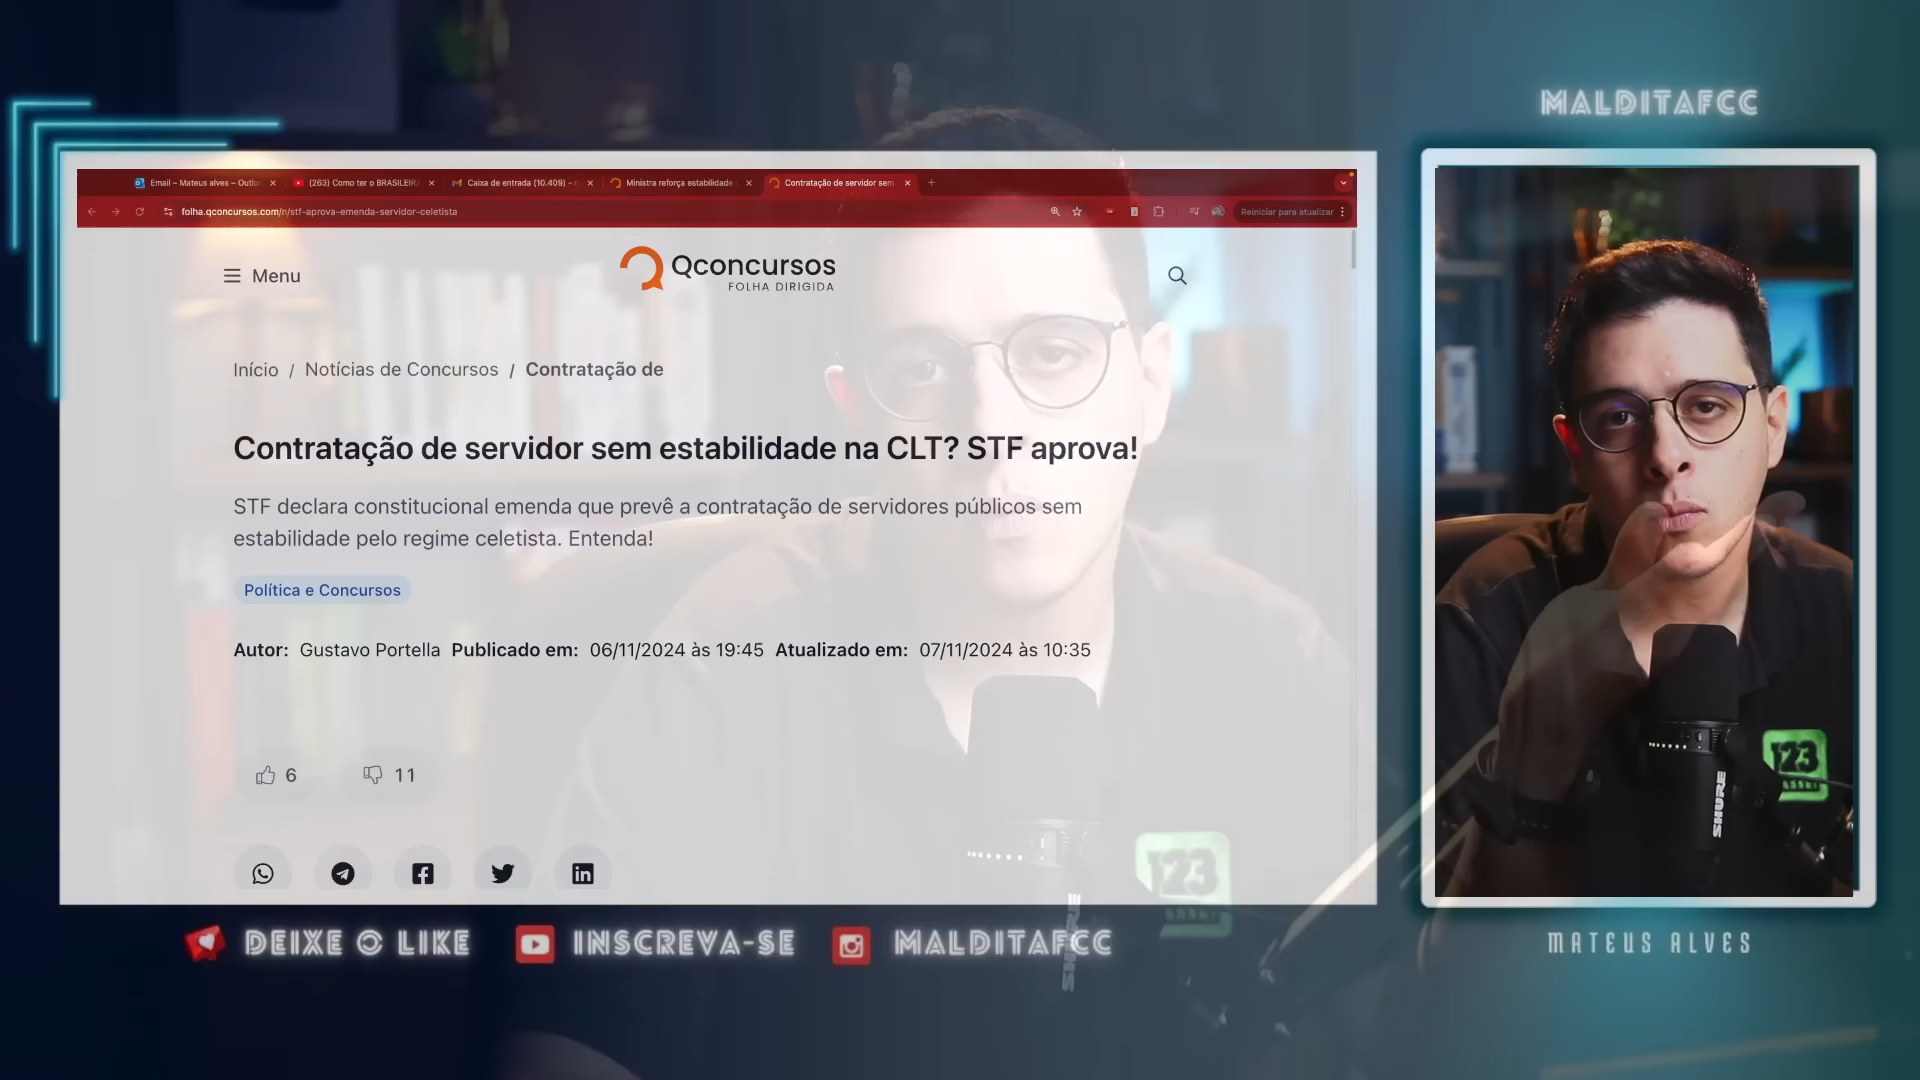 MALDITAFCC
Email – Mateus alves – Outlo
(263) Como ter o BRASILEIRA
Caixa de entrada (10.409) -
Ministra reforça estabilidade
Contratação de servidor sem
folha.qconcursos.com/n/stf-aprova-emenda-servidor-celetista
Reiniciar para atualizar
Menu
Qconcursos
FOLHA DIRIGIDA
Início / Notícias de Concursos / Contratação de
Contratação de servidor sem estabilidade na CLT? STF aprova!
STF declara constitucional emenda que prevê a contratação de servidores públicos sem
estabilidade pelo regime celetista. Entenda!
Política e Concursos
Autor: Gustavo Portella Publicado em: 06/11/2024 às 19:45 Atualizado em: 07/11/2024 às 10:35
6 11
123
SHURE
123
SHURE
DEIXE O LIKE
INSCREVA-SE
MALDITAFCC
MATEUS ALVES